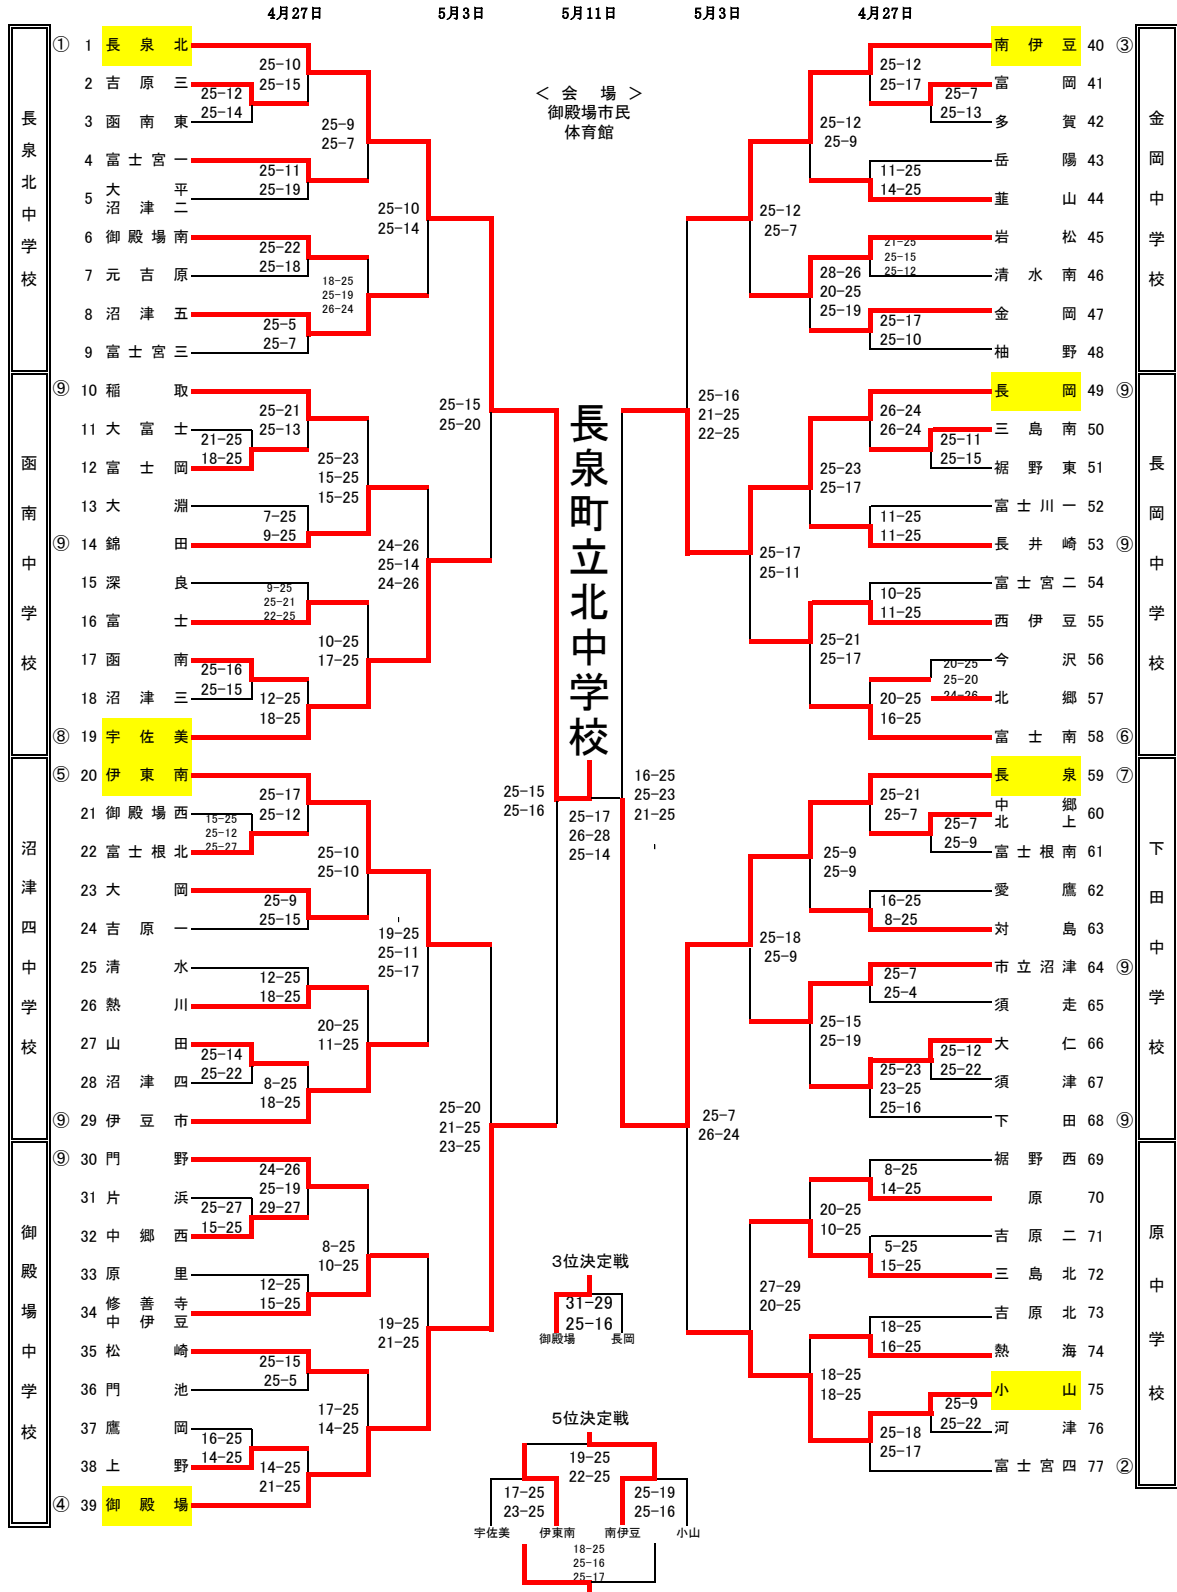 4月27日 5月3日 5月11日 5月3日 4月27日
＜ 会 場 ＞
御殿場市民
体育館
長泉町立北中学校
長泉北中学校
① 1 長泉北
25-10
25-15
2 吉原三
25-12
25-14
3 函南東
25-9
25-7
4 富士宮一
25-11
25-19
5 大平
沼津二
25-10
25-14
6 御殿場南
25-22
25-18
7 元吉原
18-25
25-19
26-24
8 沼津五
25-5
25-7
9 富士宮三
函南中学校
⑨ 10 稲取
25-21
25-13
25-15
25-20
11 大富士
21-25
18-25
12 富士岡
25-23
15-25
15-25
13 大淵
7-25
9-25
⑨ 14 錦田
24-26
25-14
24-26
15 深良
9-25
25-21
22-25
16 富士
10-25
17-25
17 函南
25-16
25-15
18 沼津三
12-25
18-25
⑧ 19 宇佐美
沼津四中学校
⑤ 20 伊東南
25-17
25-12
25-15
25-16
21 御殿場西
15-25
25-12
25-27
22 富士根北
25-10
25-10
23 大岡
25-9
25-15
24 吉原一
19-25
25-11
25-17
25 清水
12-25
18-25
26 熱川
20-25
11-25
27 山田
25-14
25-22
28 沼津四
8-25
18-25
⑨ 29 伊豆市
25-20
21-25
23-25
御殿場中学校
⑨ 30 門野
24-26
25-19
29-27
31 片浜
25-27
15-25
32 中郷西
8-25
10-25
33 原里
12-25
15-25
34 修善寺
中伊豆
19-25
21-25
35 松崎
25-15
25-5
36 門池
17-25
14-25
37 鷹岡
16-25
14-25
38 上野
14-25
21-25
④ 39 御殿場
25-17
26-28
25-14
金岡中学校
南伊豆 40 ③
25-12
25-17
富岡 41
25-7
25-13
多賀 42
25-12
25-9
岳陽 43
11-25
14-25
韮山 44
25-12
25-7
岩松 45
21-25
25-15
25-12
清水南 46
28-26
20-25
25-19
金岡 47
25-17
25-10
柚野 48
長岡中学校
長岡 49 ⑨
25-16
21-25
22-25
26-24
26-24
三島南 50
25-11
25-15
裾野東 51
25-23
25-17
富士川一 52
11-25
11-25
長井崎 53 ⑨
25-17
25-11
富士宮二 54
10-25
11-25
西伊豆 55
25-21
25-17
今沢 56
20-25
25-20
24-26
北郷 57
20-25
16-25
富士南 58 ⑥
下田中学校
長泉 59 ⑦
16-25
25-23
21-25
25-21
25-7
中郷
北上 60
25-7
25-9
富士根南 61
25-9
25-9
愛鷹 62
16-25
8-25
対島 63
25-18
25-9
市立沼津 64 ⑨
25-7
25-4
須走 65
25-15
25-19
大仁 66
25-12
25-22
須津 67
25-23
23-25
25-16
下田 68 ⑨
25-7
26-24
原中学校
裾野西 69
8-25
14-25
原 70
20-25
10-25
吉原二 71
5-25
15-25
三島北 72
27-29
20-25
吉原北 73
18-25
16-25
熱海 74
18-25
18-25
小山 75
25-9
25-22
河津 76
25-18
25-17
富士宮四 77 ②
3位決定戦
31-29
25-16
御殿場 長岡
5位決定戦
19-25
22-25
17-25
23-25
25-19
25-16
宇佐美 伊東南 南伊豆 小山
18-25
25-16
25-17